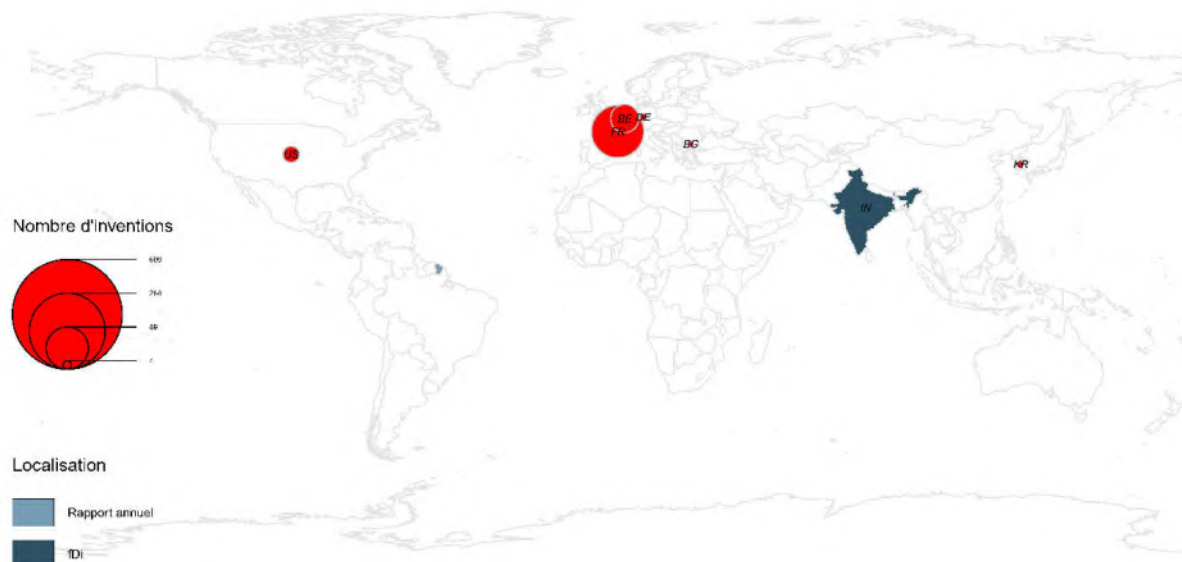 BE
DE
FR
BG
US
KR
IN
Nombre d'inventions
Localisation
Rapport annuel
fDi